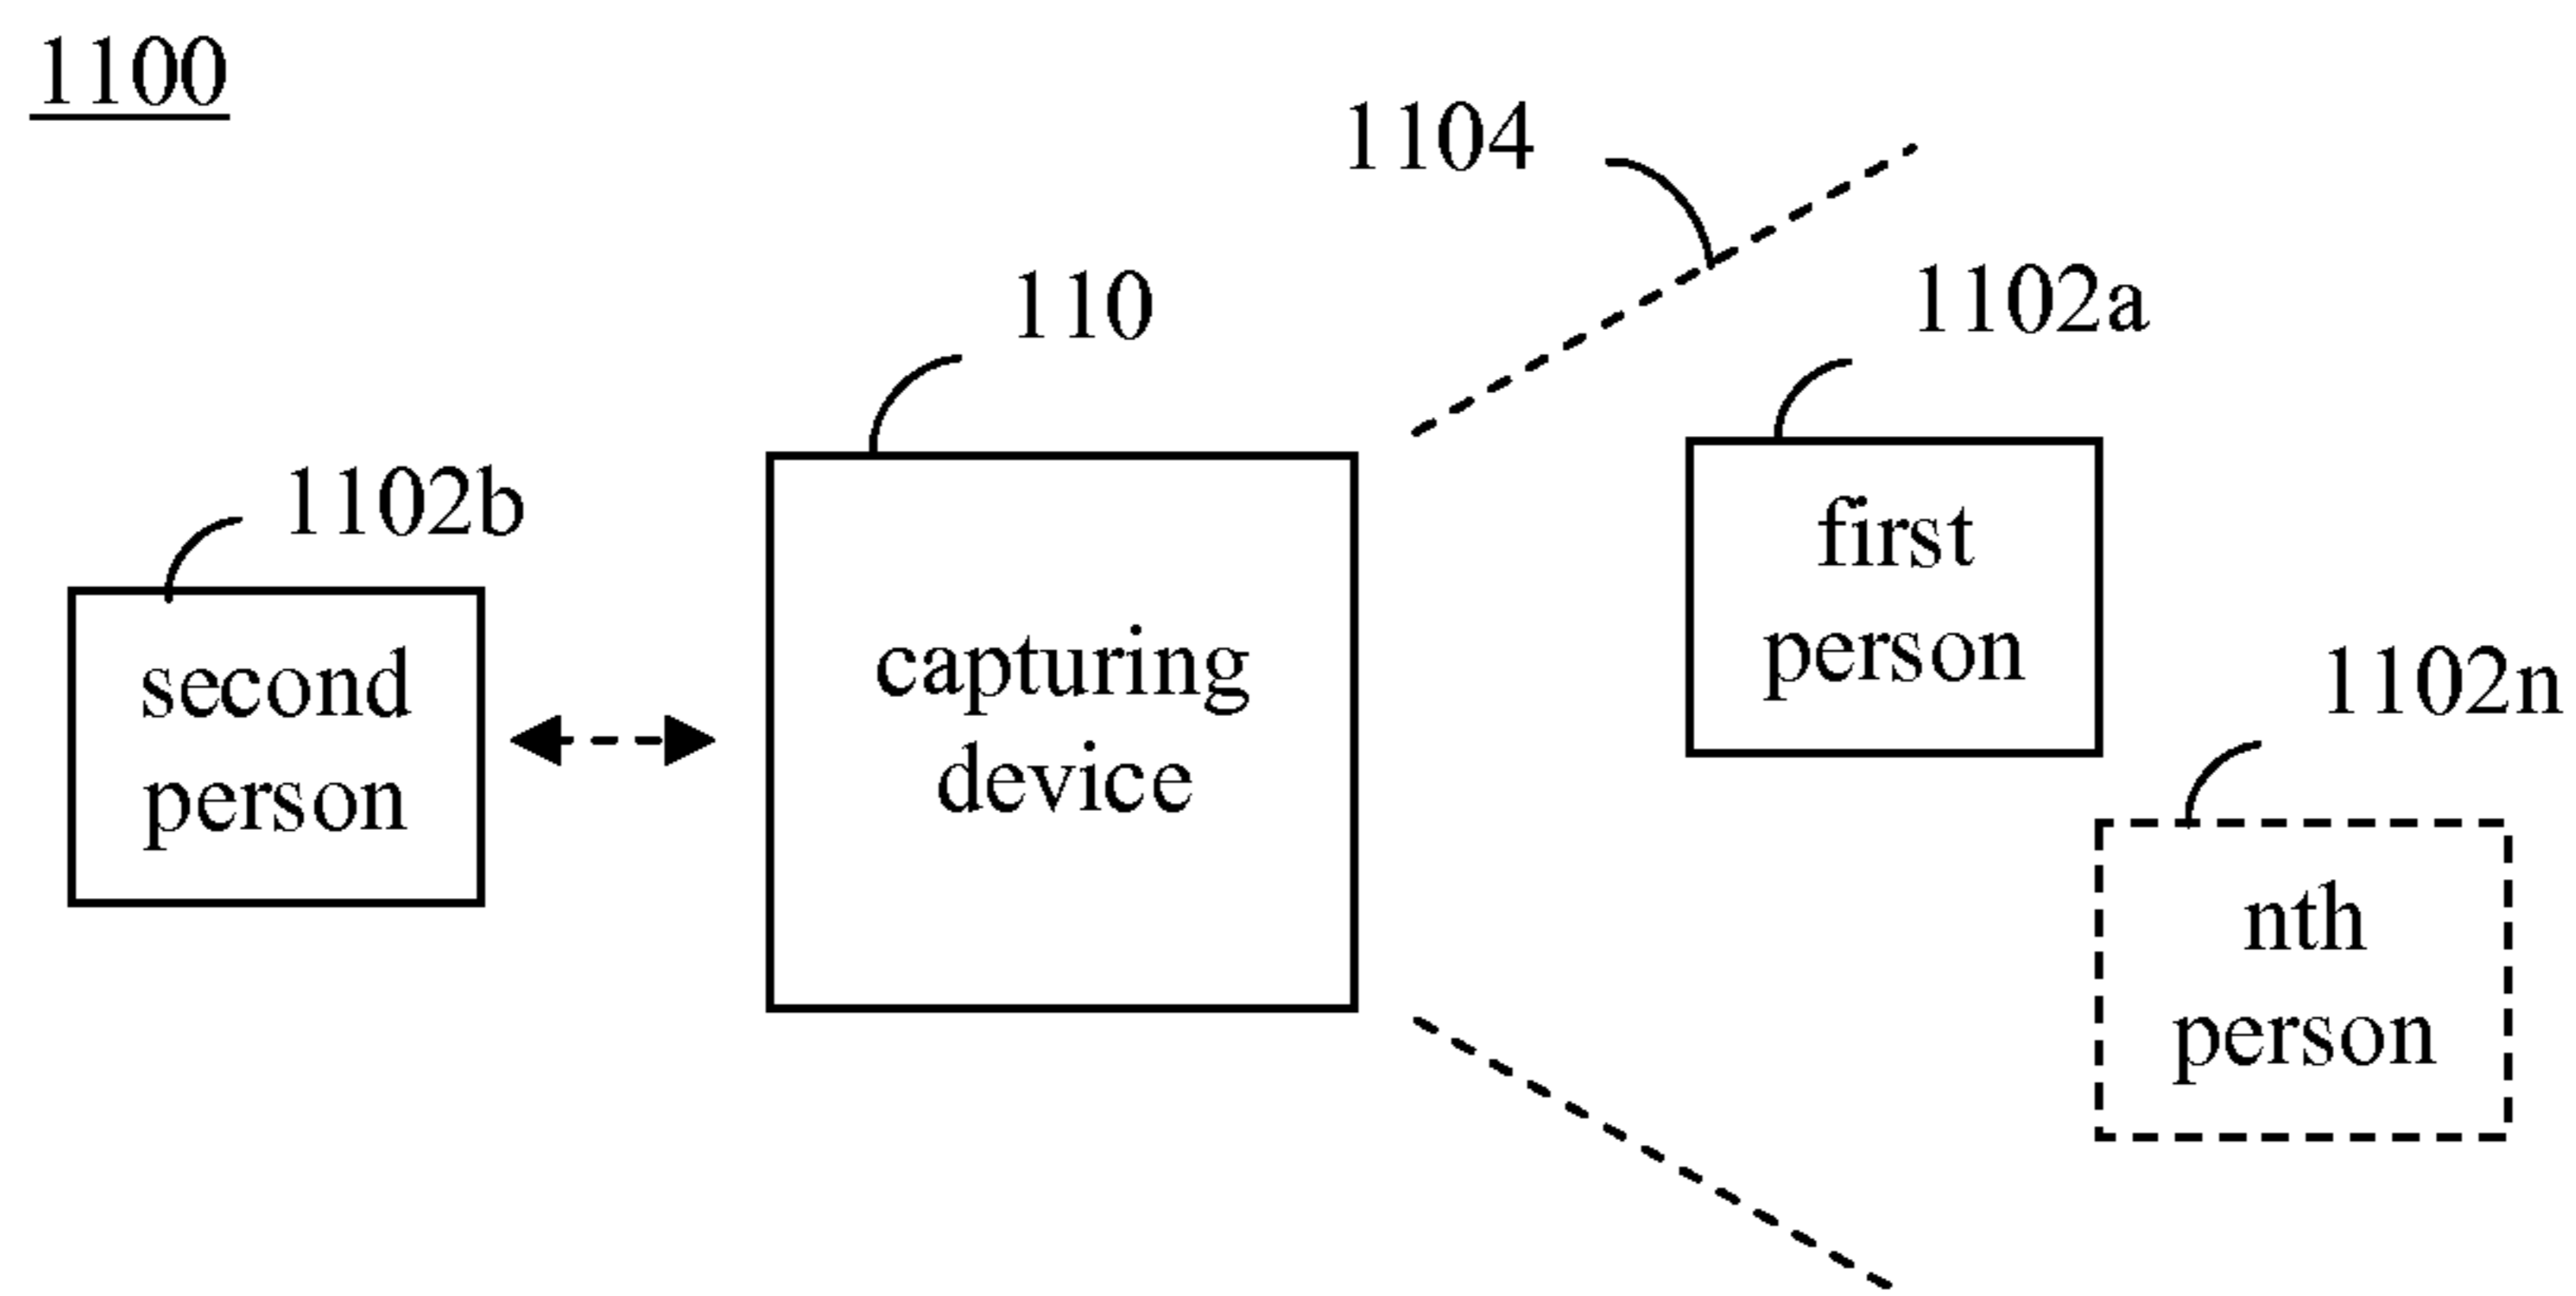 1100
1104
110
1102a
1102b
first
person
second
person
capturing
device
1102n
nth
person